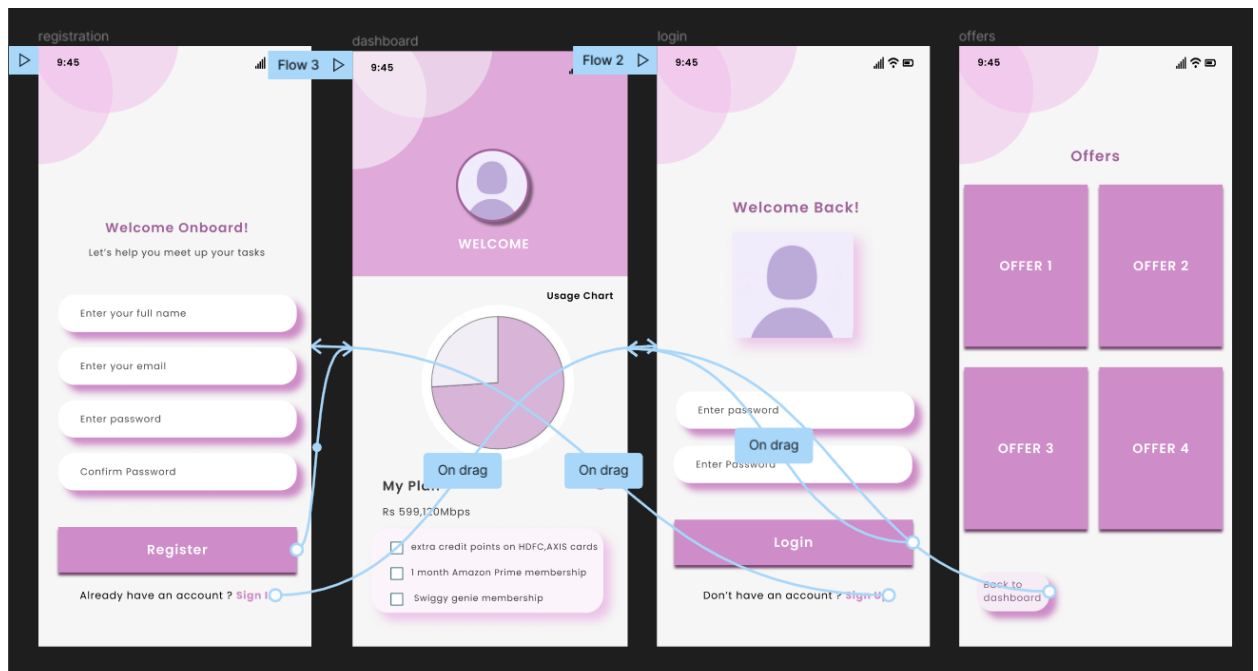 registration
dashboard
login
offers
9:45
Flow 3
9:45
Flow 2
9:45
9:45
Welcome Onboard!
Let's help you meet up your tasks
Enter your full name
Enter your email
Enter password
Confirm Password
Register
Already have an account ? Sign
WELCOME
Usage Chart
On drag
On drag
My Plan
Rs 599,120Mbps
extra credit points on HDFC,AXIS cards
1 month Amazon Prime membership
Swiggy genie membership
Welcome Back!
Enter password
On drag
Enter Password
Login
Don't have an account ? Sign Up
Offers
OFFER 1
OFFER 2
OFFER 3
OFFER 4
Back to
dashboard